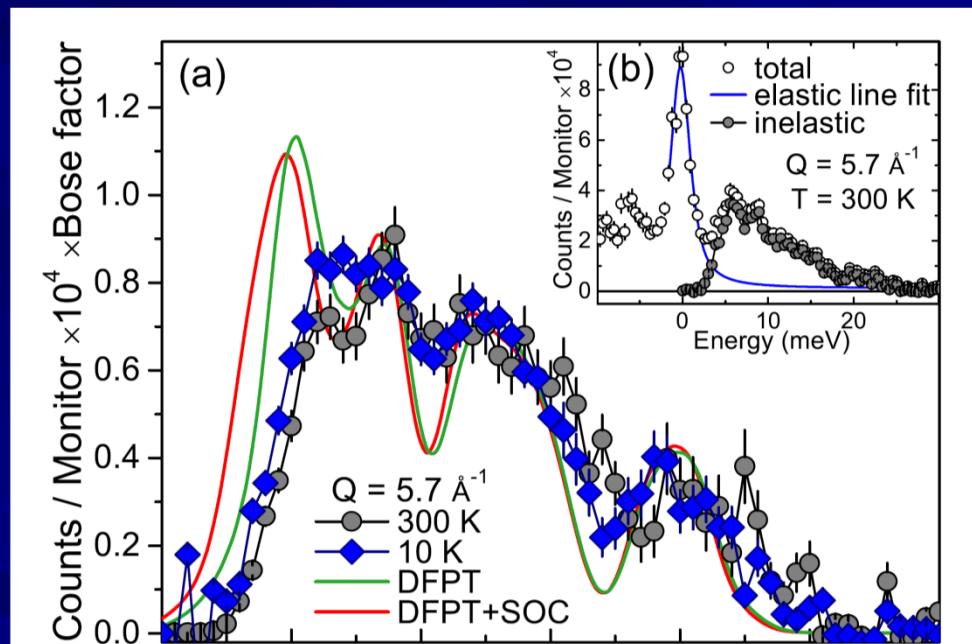 (a)
Counts / Monitor ×10⁴ ×Bose factor
1.2
1.0
0.8
0.6
0.4
0.2
0.0
Q = 5.7 Å⁻¹
300 K
10 K
DFPT
DFPT+SOC
(b)
total
elastic line fit
inelastic
Q = 5.7 Å⁻¹
T = 300 K
Counts / Monitor ×10⁴
8
6
4
2
0
0
10
20
Energy (meV)